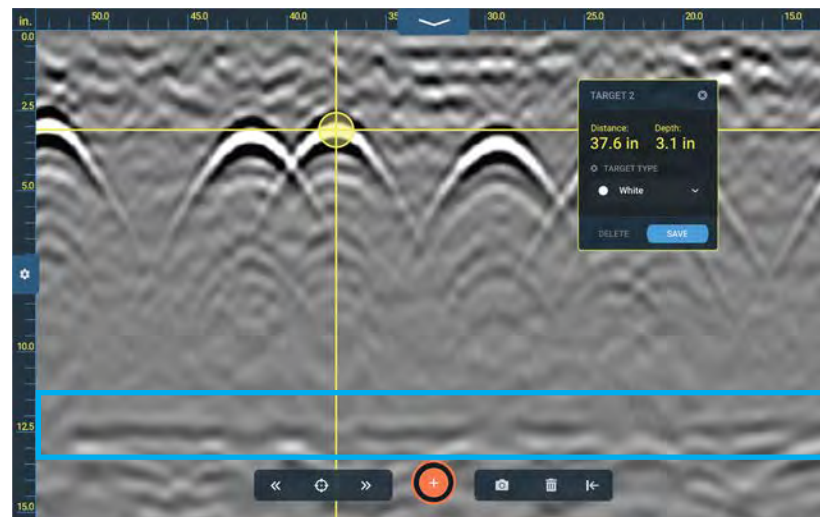 in. 50.0 45.0 40.0 35 30.0 25.0 20.0 15.0
0.0
2.5
TARGET 2
Distance: Depth:
37.6 in 3.1 in
TARGET TYPE
White
5.0
DELETE SAVE
10.0
12.5
15.0